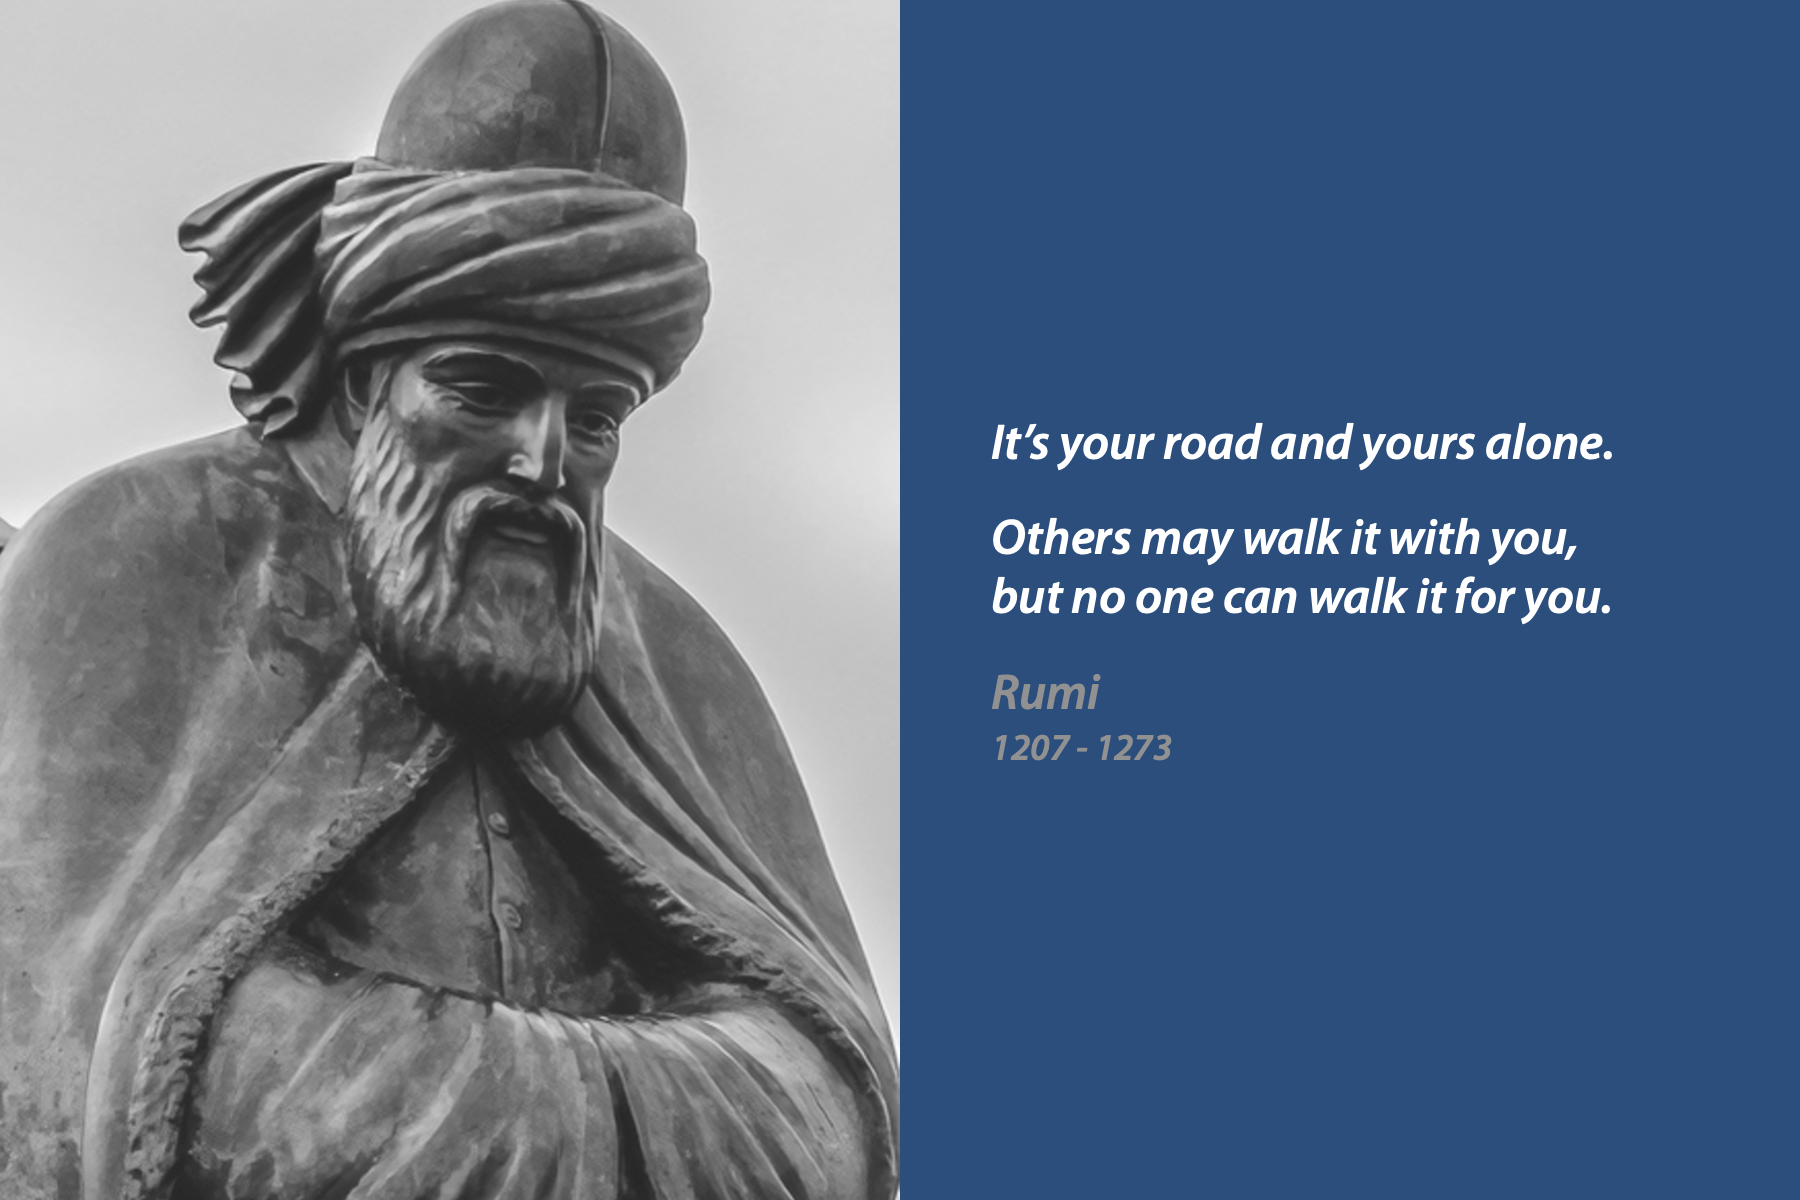 It’s your road and yours alone.
Others may walk it with you,
but no one can walk it for you.
Rumi
1207 - 1273